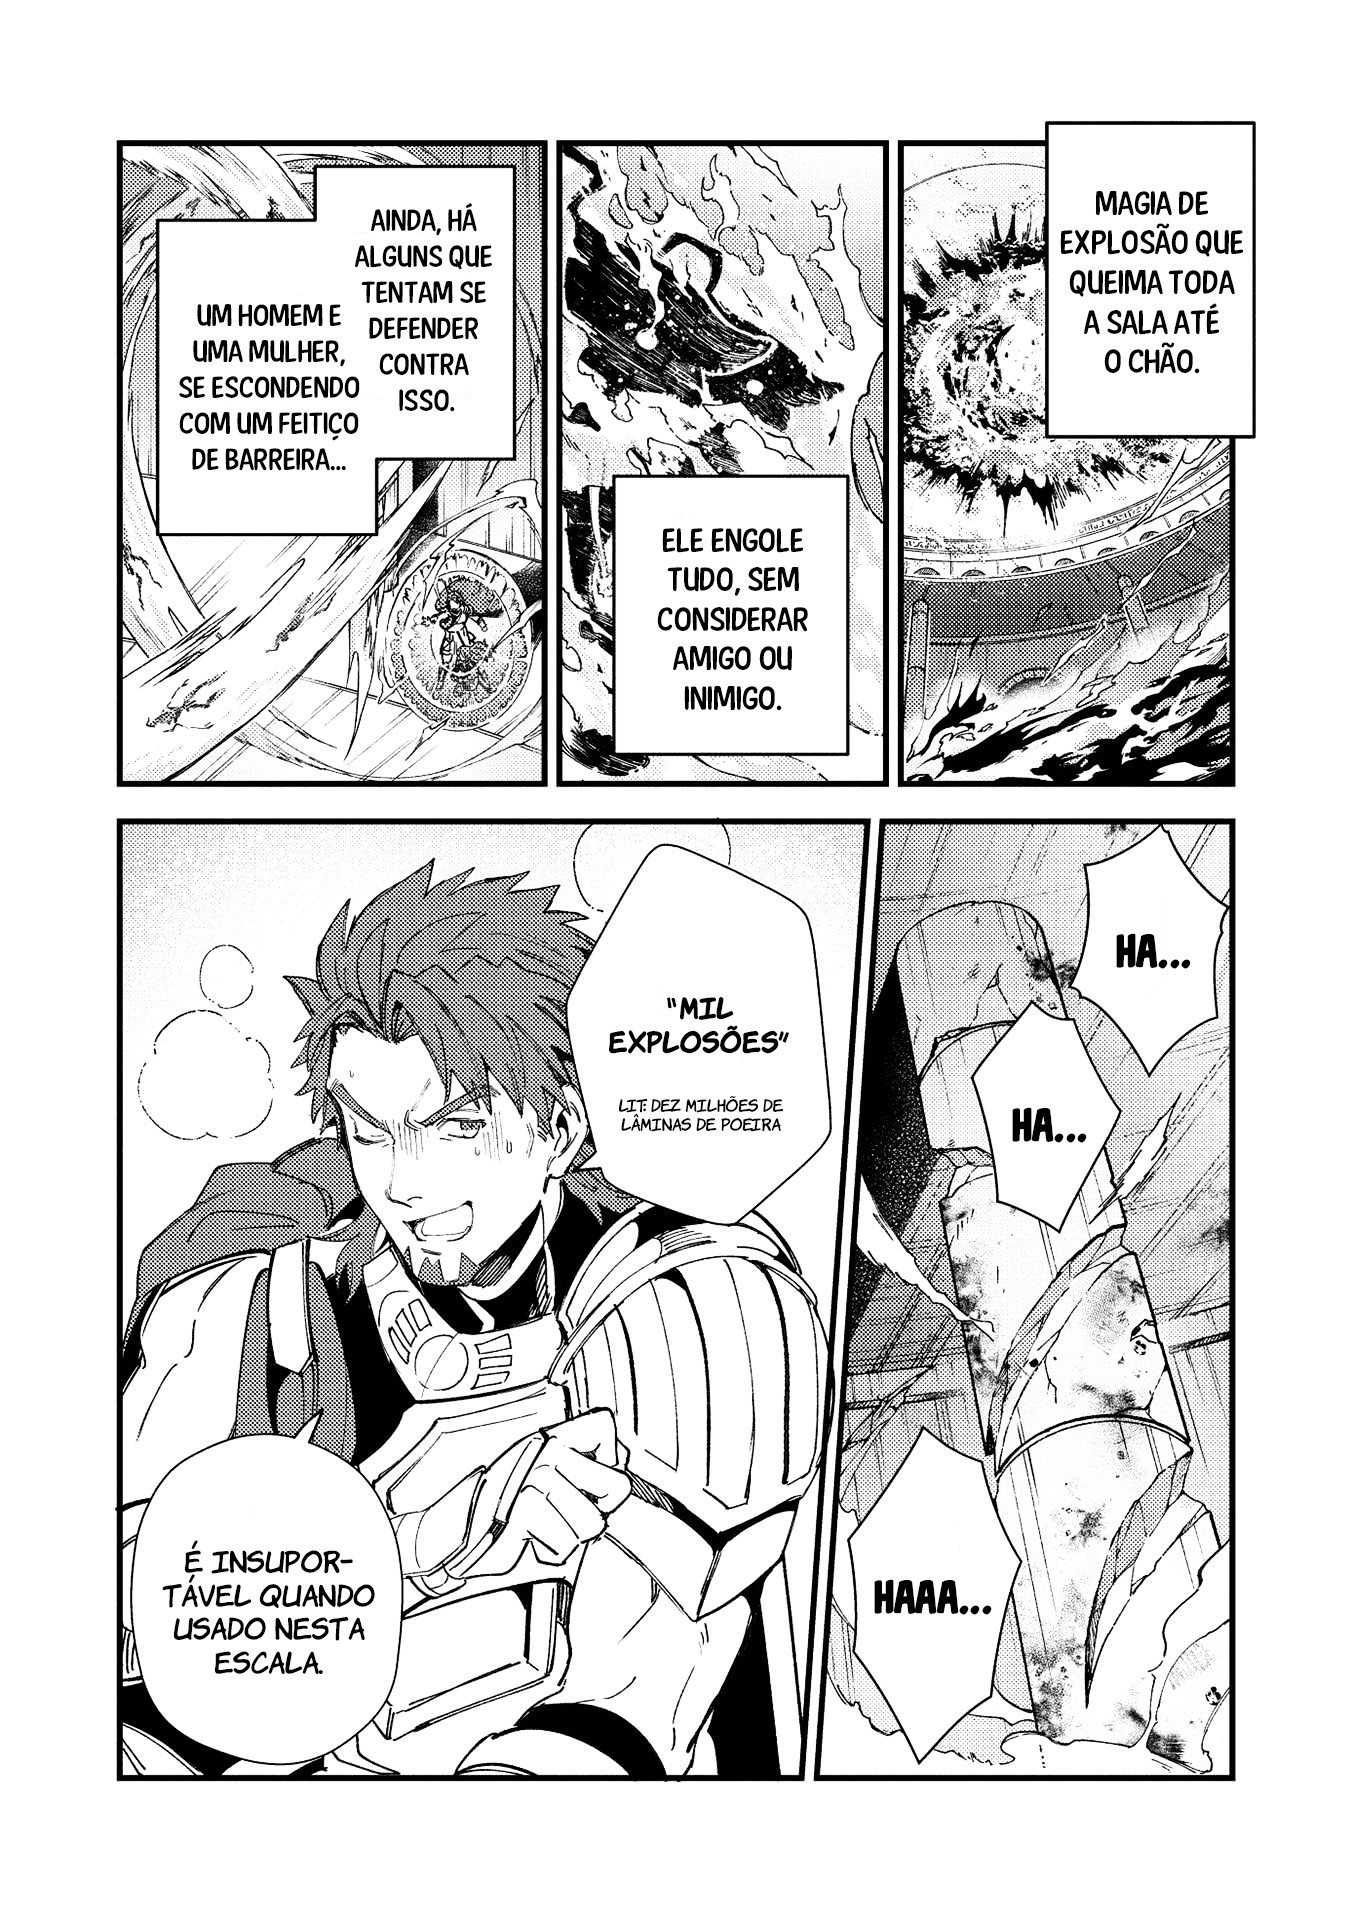 MAGIA DE
EXPLOSÃO QUE
QUEIMA TODA
A SALA ATÉ
O CHÃO.
ELE ENGOLE
TUDO, SEM
CONSIDERAR
AMIGO OU
INIMIGO.
AINDA, HÁ
ALGUNS QUE
TENTAM SE
DEFENDER
CONTRA
ISSO.
UM HOMEM E
UMA MULHER,
SE ESCONDENDO
COM UM FEITIÇO
DE BARREIRA...
HA...
HA...
HAAA...
"MIL
EXPLOSÕES"
LIT: DEZ MILHÕES DE
LÂMINAS DE POEIRA
É INSUPOR-
TÁVEL QUANDO
USADO NESTA
ESCALA.